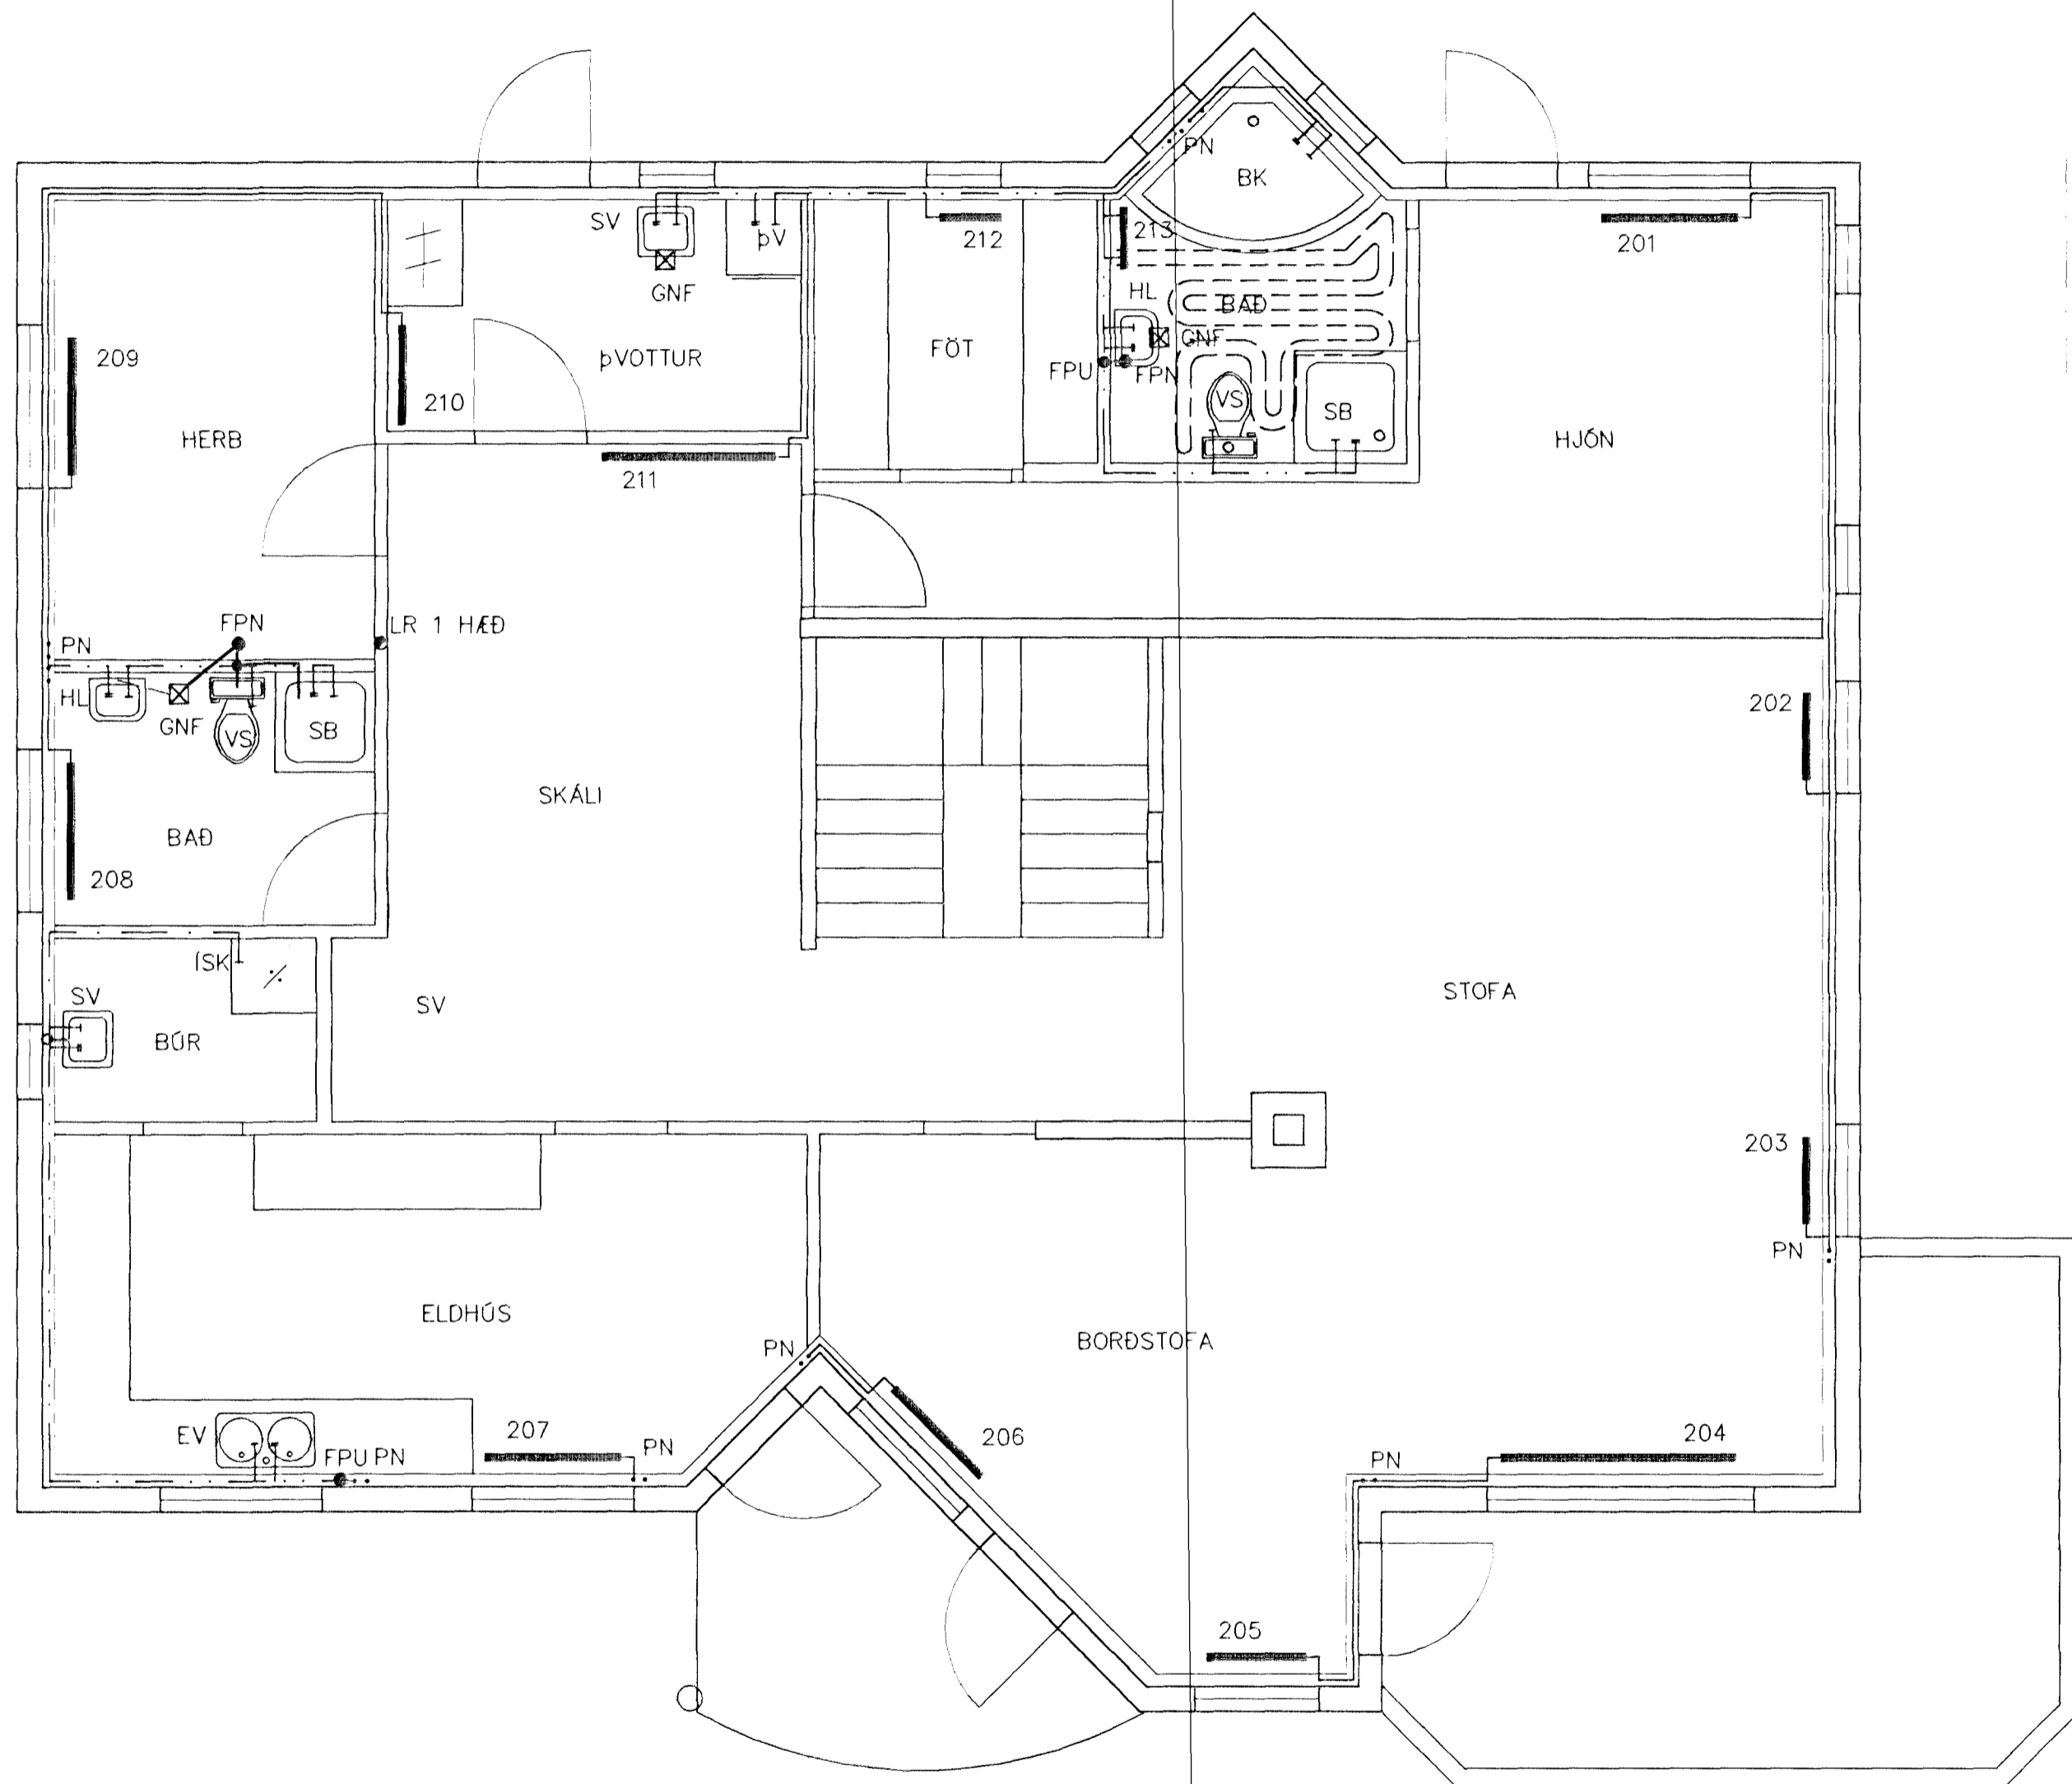 PN
BK
SV
ÞV
GNF
212
213
201
HL
BAÐ
GNF
FÖT
FPU
FPN
VS
SB
209
210
ÞVOTTUR
HERB
211
HJÓN
FPN
LR 1 HÆÐ
PN
HL
GNF
VS
SB
202
SKÁLI
BAÐ
208
ÍSK
SV
SV
BÚR
STOFA
203
PN
ELDHÚS
PN
BORÐSTOFA
EV
FPU PN
207
PN
206
PN
204
205